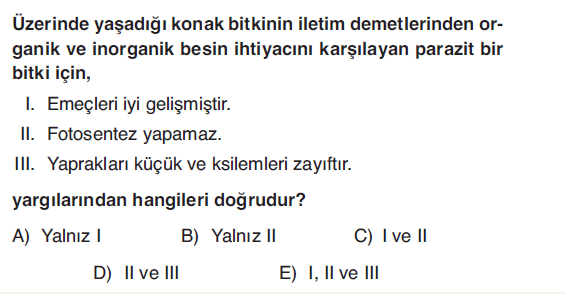 Üzerinde yaşadığı konak bitkinin iletim demetlerinden or-
ganik ve inorganik besin ihtiyacını karşılayan parazit bir
bitki için,
I. Emeçleri iyi gelişmiştir.
II. Fotosentez yapamaz.
III. Yaprakları küçük ve ksilemleri zayıftır.
yargılarından hangileri doğrudur?
A) Yalnız I B) Yalnız II C) I ve II
D) II ve III E) I, II ve III